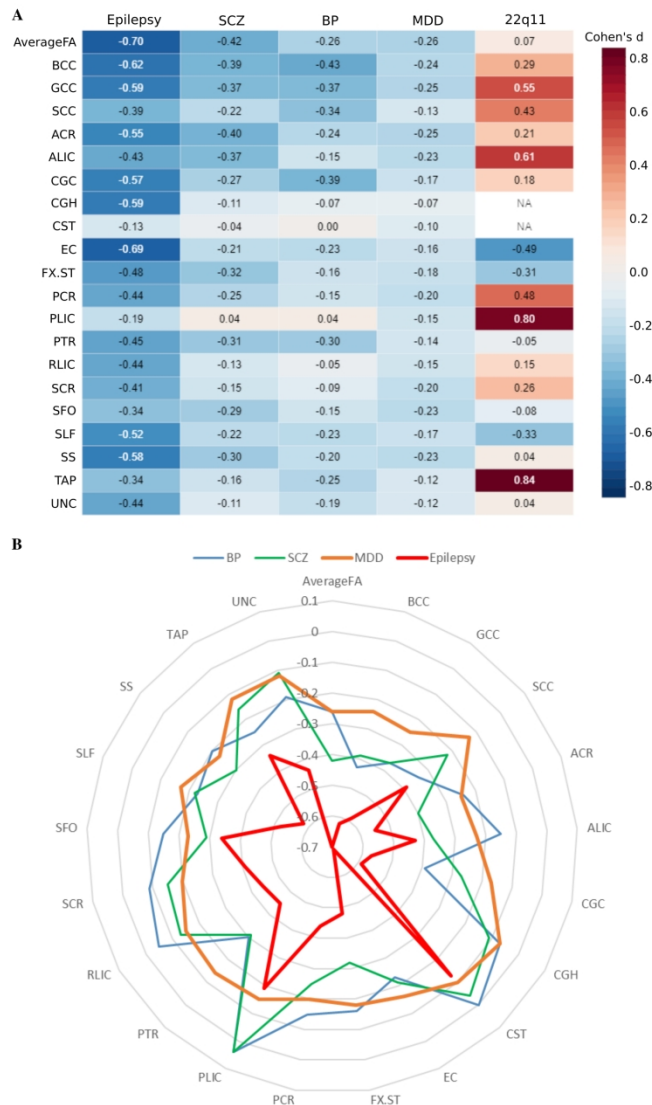 A
Epilepsy SCZ BP MDD 22q11
Cohen's d
AverageFA -0.70 -0.42 -0.26 -0.26 0.07
BCC -0.62 -0.39 -0.43 -0.24 0.29
GCC -0.59 -0.37 -0.37 -0.25 0.55
SCC -0.39 -0.22 -0.34 -0.13 0.43
ACR -0.55 -0.40 -0.24 -0.25 0.21
ALIC -0.43 -0.37 -0.15 -0.23 0.61
CGC -0.57 -0.27 -0.39 -0.17 0.18
CGH -0.59 -0.11 -0.07 -0.07 NA
CST -0.13 -0.04 0.00 -0.10 NA
EC -0.69 -0.21 -0.23 -0.16 -0.49
FX.ST -0.48 -0.32 -0.16 -0.18 -0.31
PCR -0.44 -0.25 -0.15 -0.20 0.48
PLIC -0.19 0.04 0.04 -0.15 0.80
PTR -0.45 -0.31 -0.30 -0.14 -0.05
RLIC -0.44 -0.13 -0.05 -0.15 0.15
SCR -0.41 -0.15 -0.09 -0.20 0.26
SFO -0.34 -0.29 -0.15 -0.23 -0.08
SLF -0.52 -0.22 -0.23 -0.17 -0.33
SS -0.58 -0.30 -0.20 -0.23 0.04
TAP -0.34 -0.16 -0.25 -0.12 0.84
UNC -0.44 -0.11 -0.19 -0.12 0.04
0.8
0.6
0.4
0.2
0.0
-0.2
-0.4
-0.6
-0.8
B
BP SCZ MDD Epilepsy
AverageFA
BCC
GCC
SCC
ACR
ALIC
CGC
CGH
CST
EC
FX.ST
PCR
PLIC
PTR
RLIC
SCR
SFO
SLF
SS
TAP
UNC
0.1
0
-0.1
-0.2
-0.3
-0.4
-0.5
-0.6
-0.7